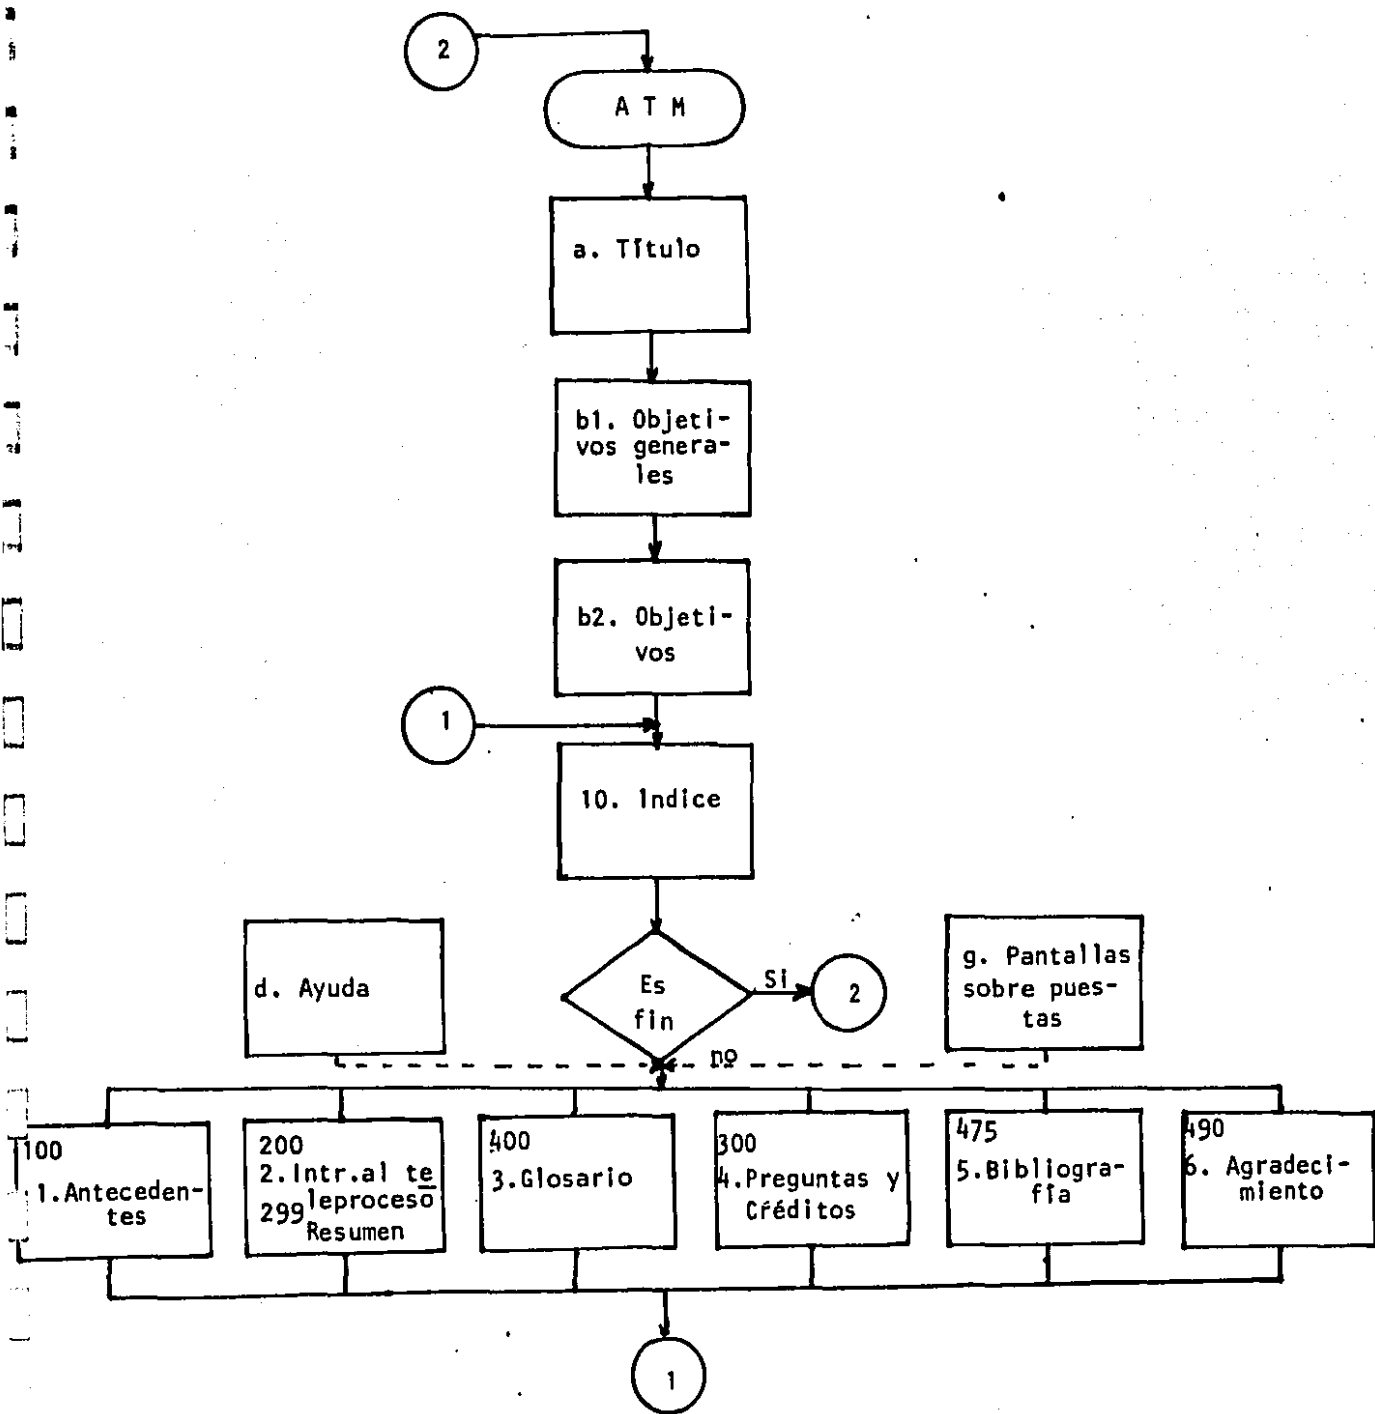 2
A T M
a. Título
b1. Objeti-
vos genera-
les
b2. Objeti-
vos
1
10. Indice
d. Ayuda
Es
fin
Si
2
g. Pantallas
sobre pues-
tas
no
100
1.Anteceden-
tes
200
2.Intr.al te
leproceso
299
Resumen
400
3.Glosario
300
4.Preguntas y
Créditos
475
5.Bibliogra-
fía
490
6. Agradeci-
miento
1